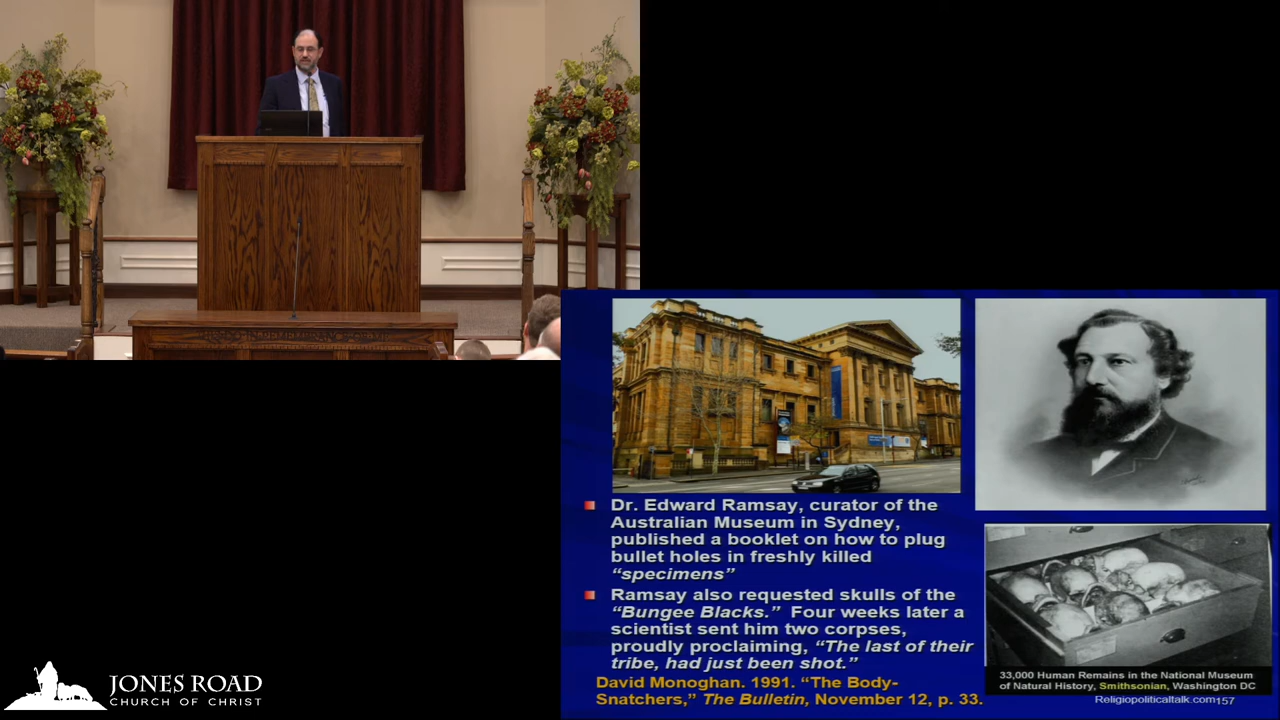 Dr. Edward Ramsay, curator of the
Australian Museum in Sydney,
published a booklet on how to plug
bullet holes in freshly killed
“specimens”
Ramsay also requested skulls of the
“Bungee Blacks.” Four weeks later a
scientist sent him two corpses,
proudly proclaiming, “The last of their
tribe, had just been shot.”
David Monoghan. 1991. “The Body-
Snatchers,” The Bulletin, November 12, p. 33.
33,000 Human Remains in the National Museum
of Natural History, Smithsonian, Washington DC
Religiopoliticaltalk.com157
JONES ROAD
CHURCH OF CHRIST